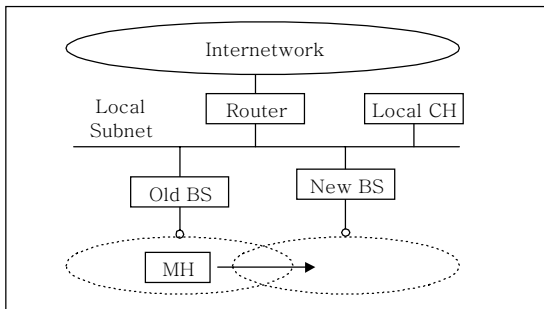 Internetwork
Local
Subnet
Router
Local CH
Old BS
New BS
MH